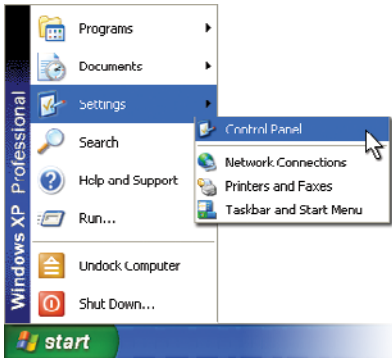 Programs
Documents
Settings
Search
Help and Support
Run...
Undock Computer
Shut Down...
Windows XP Professional
Control Panel
Network Connections
Printers and Faxes
Taskbar and Start Menu
start